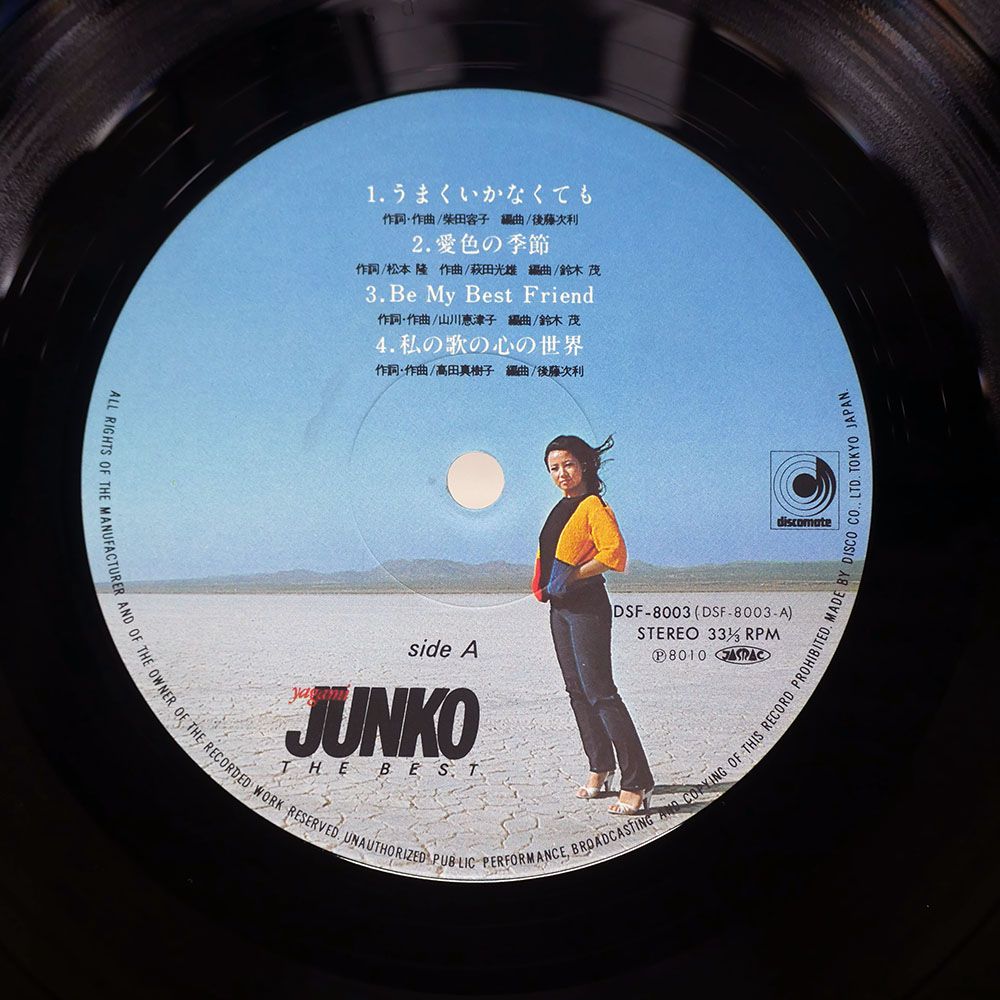 1.うまくいかなくても
作詞・作曲/柴田容子 編曲/後藤次利
2.愛色の季節
作詞/松本 隆 作曲/萩田光雄 編曲/鈴木 茂
3.Be My Best Friend
作詞・作曲/山川恵津子 編曲/鈴木 茂
4.私の歌の心の世界
作詞・作曲/高田真樹子 編曲/後藤次利
discomate
DSF-8003(DSF-8003-A)
STEREO 33⅓ RPM
Ⓟ8010 JASRAC
side A
yagami
JUNKO
THE BEST
ALL RIGHTS OF THE MANUFACTURER AND OF THE OWNER OF THE RECORDED WORK RESERVED. UNAUTHORIZED PUBLIC PERFORMANCE, BROADCASTING AND COPYING OF THIS RECORD PROHIBITED. MADE BY DISCO CO., LTD. TOKYO JAPAN.